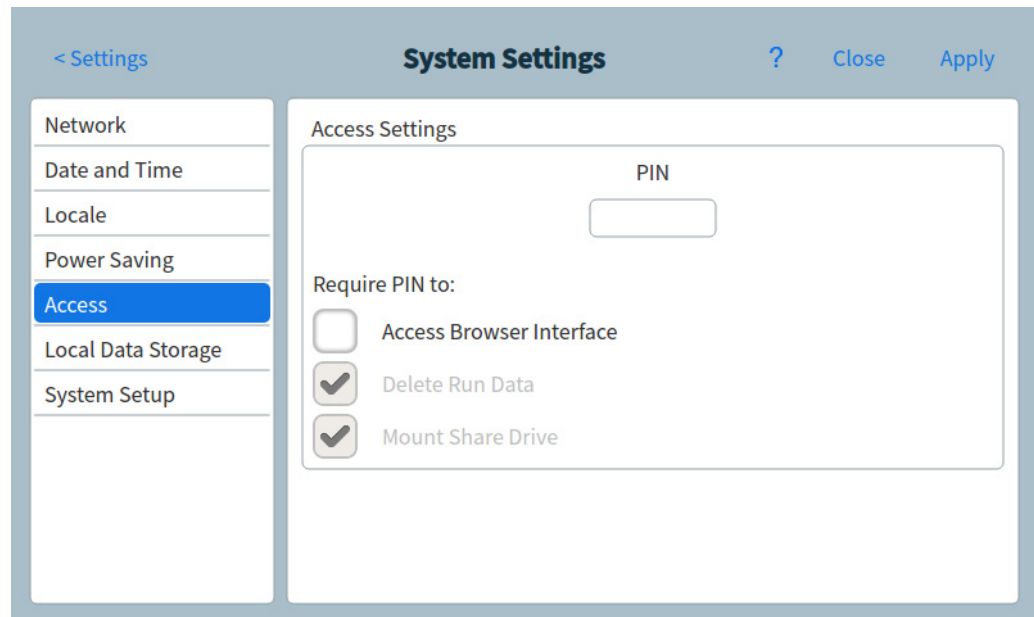 < Settings System Settings ? Close Apply
Network
Date and Time
Locale
Power Saving
Access
Local Data Storage
System Setup
Access Settings
PIN
Require PIN to:
Access Browser Interface
Delete Run Data
Mount Share Drive